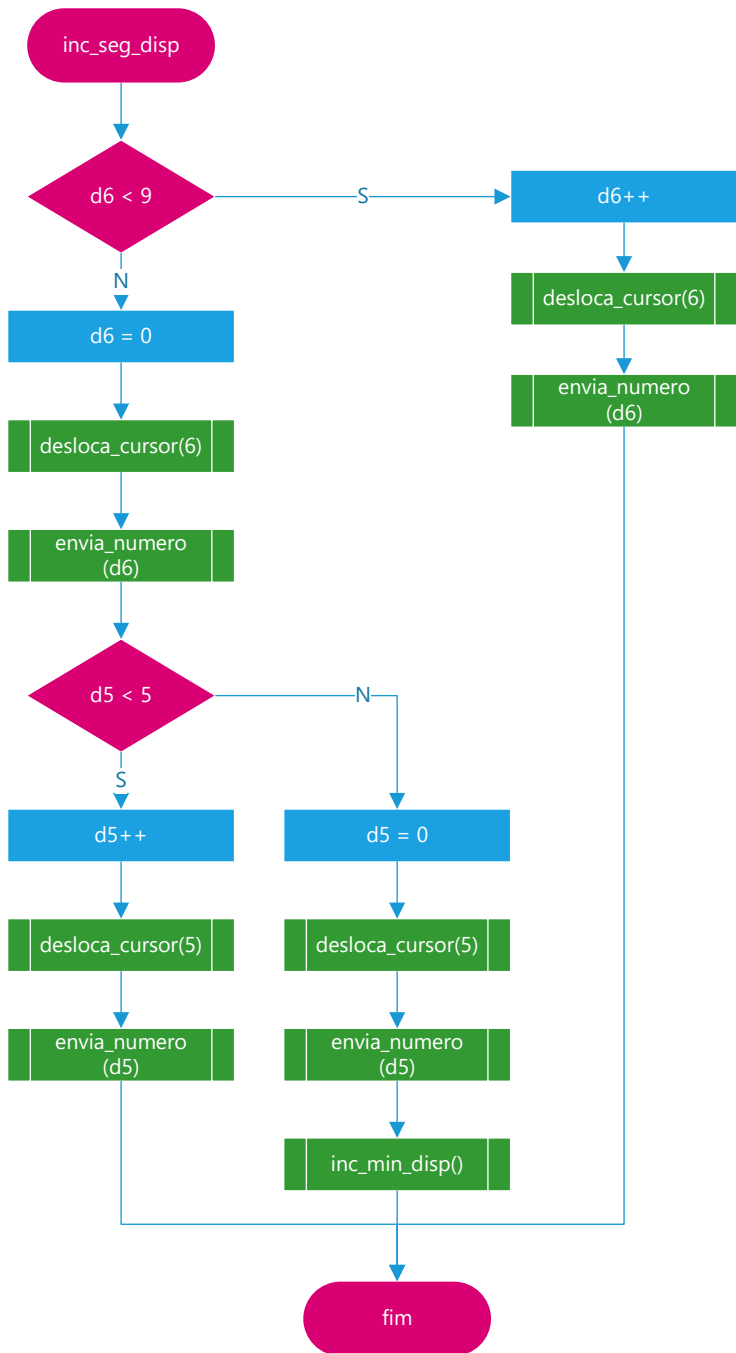 inc_seg_disp
d6 < 9
S
d6++
N
desloca_cursor(6)
d6 = 0
envia_numero
(d6)
desloca_cursor(6)
envia_numero
(d6)
d5 < 5
N
S
d5++
d5 = 0
desloca_cursor(5)
desloca_cursor(5)
envia_numero
(d5)
envia_numero
(d5)
inc_min_disp()
fim